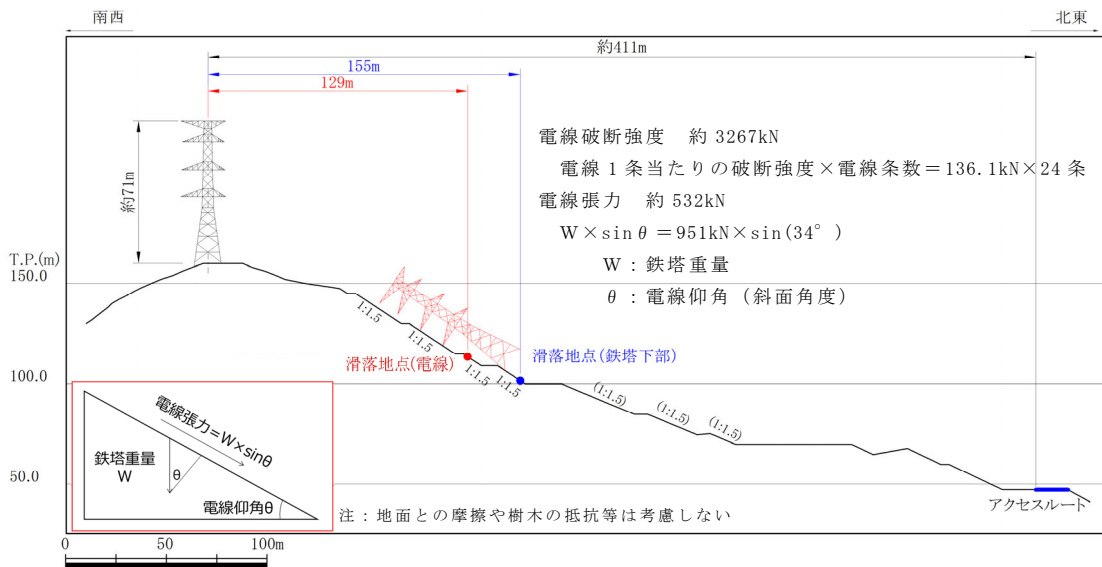 南西
北東
約411m
155m
129m
約71m
電線破断強度 約 3267kN
電線 1 条当たりの破断強度×電線条数＝136.1kN×24 条
電線張力 約 532kN
W×sinθ＝951kN×sin(34°)
W：鉄塔重量
θ：電線仰角（斜面角度）
T.P.(m)
150.0
100.0
50.0
1:1.5
1:1.5
1:1.5
1:1.5
滑落地点(電線)
滑落地点(鉄塔下部)
(1:1.5)
(1:1.5)
(1:1.5)
電線張力=W×sinθ
鉄塔重量
W
θ
電線仰角θ
注：地面との摩擦や樹木の抵抗等は考慮しない
アクセスルート
0 50 100m